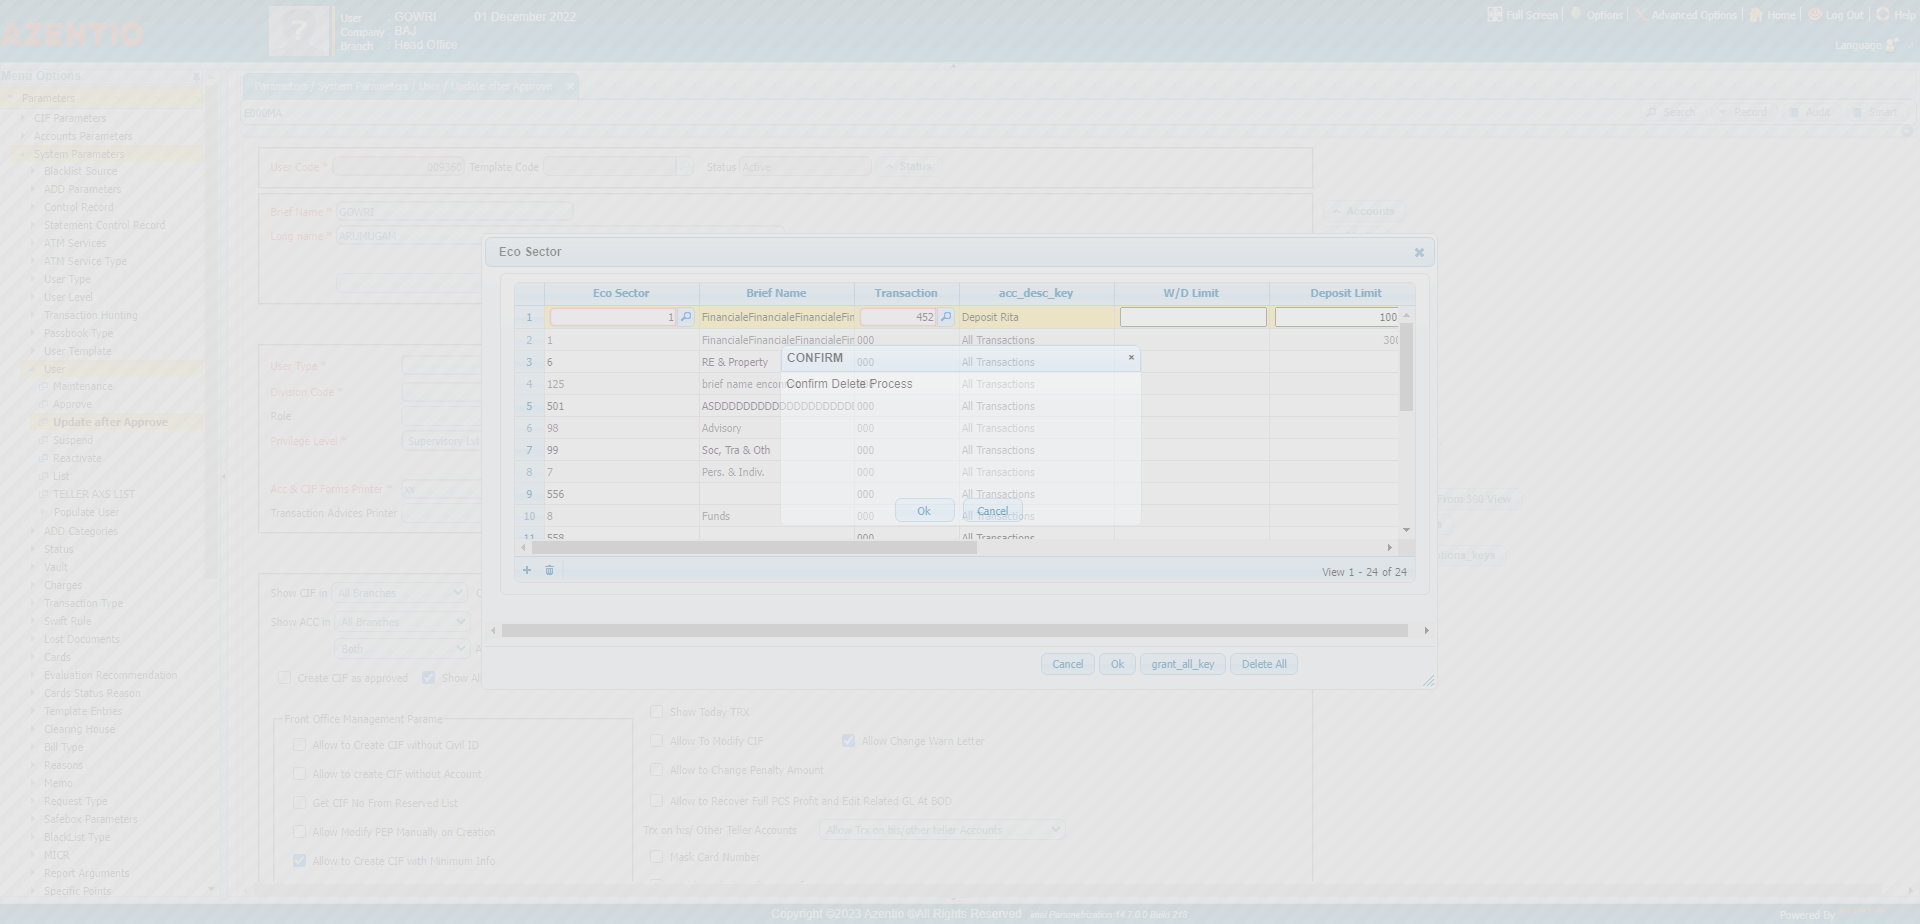 AZENTIO
User : GOWRI 01 December 2022
Company : BAJ
Branch : Head Office
Full Screen | Options | Advanced Options | Home | Log Out | Help
Language
Menu Options
Parameters
CIF Parameters
Accounts Parameters
System Parameters
Blacklist Source
ADD Parameters
Control Record
Statement Control Record
ATM Services
ATM Service Type
User Type
User Level
Transaction Hunting
Passbook Type
User Template
User
Maintenance
Approve
Update after Approve
Suspend
Reactivate
List
TELLER AXS LIST
Populate User
ADD Categories
Status
Vault
Charges
Transaction Type
Swift Rule
Lost Documents
Cards
Evaluation Recommendation
Cards Status Reason
Template Entries
Clearing House
Bill Type
Reasons
Memo
Request Type
Safebox Parameters
BlackList Type
MICR
Report Arguments
Specific Points
Parameters / System Parameters / User / Update after Approve
E000MA
Search Record Audit Smart
User Code * 009360 Template Code Status Active Status
Brief Name * GOWRI
Accounts
Long name * ARUMUGAM
User Type *
Division Code *
Role
Privilege Level * Supervisory Lvl
Acc & CIF Forms Printer * xx
Transaction Advices Printer
From 360 View
Show CIF in All Branches
Show ACC in All Branches
Both
Create CIF as approved Show Al
Front Office Management Parame
Allow to Create CIF without Civil ID
Allow to create CIF without Account
Get CIF No From Reserved List
Allow Modify PEP Manually on Creation
Allow to Create CIF with Minimum Info
Show Today TRX
Allow To Modify CIF Allow Change Warn Letter
Allow to Change Penalty Amount
Allow to Recover Full PCS Profit and Edit Related GL At BOD
Trx on his/ Other Teller Accounts Allow Trx on his/other teller Accounts
Mask Card Number
Eco Sector
Eco Sector Brief Name Transaction acc_desc_key W/D Limit Deposit Limit
1 1 FinancialeFinancialeFinancialeFin 452 Deposit Rita 100
2 1 FinancialeFinancialeFinancialeFin 000 All Transactions 300
3 6 RE & Property 000 All Transactions
4 125 000 All Transactions
5 501 000 All Transactions
6 98 Advisory 000 All Transactions
7 99 Soc, Tra & Oth 000 All Transactions
8 7 Pers. & Indiv. 000 All Transactions
9 556 000 All Transactions
10 8 Funds 000 All Transactions
11 558 000 All Transactions
View 1 - 24 of 24
Cancel Ok grant_all_key Delete All
CONFIRM
Confirm Delete Process
Ok Cancel
Copyright ©2023 Azentio @All Rights Reserved
Powered By